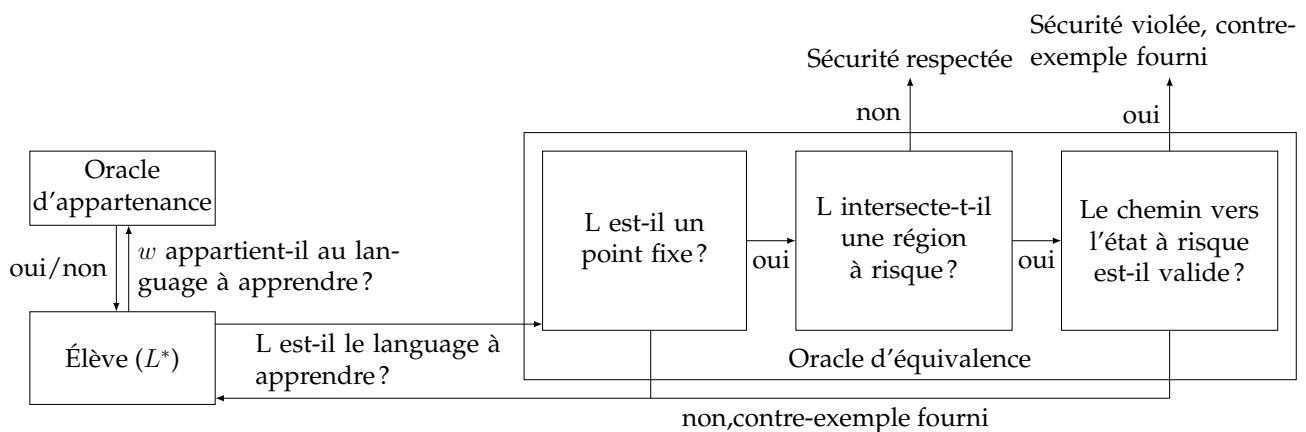 Sécurité violée, contre-
exemple fourni
Sécurité respectée
non
oui
Oracle
d'appartenance
L est-il un
point fixe ?
L intersecte-t-il
une région
à risque ?
Le chemin vers
l'état à risque
est-il valide ?
oui
oui
oui/non
w appartient-il au lan-
guage à apprendre ?
Élève (L*)
L est-il le language à
apprendre ?
Oracle d'équivalence
non,contre-exemple fourni